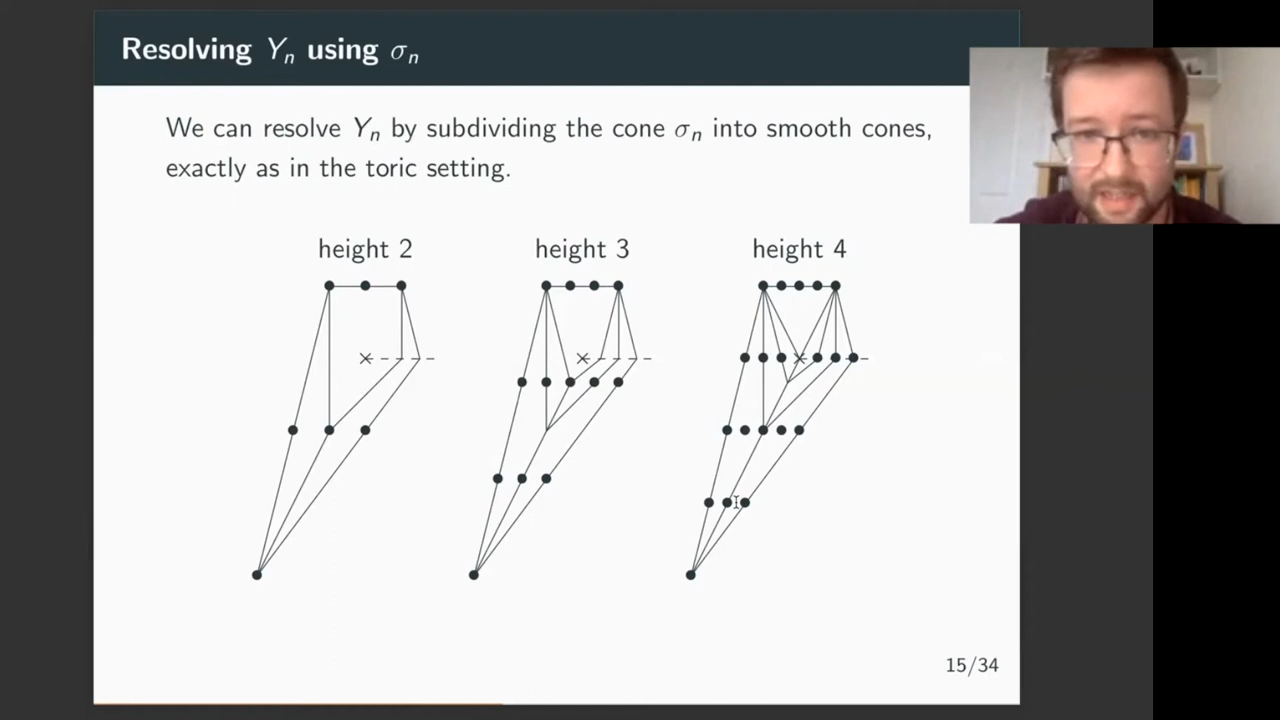 Resolving Yₙ using σₙ
We can resolve Yₙ by subdividing the cone σₙ into smooth cones,
exactly as in the toric setting.
height 2 height 3 height 4
15/34